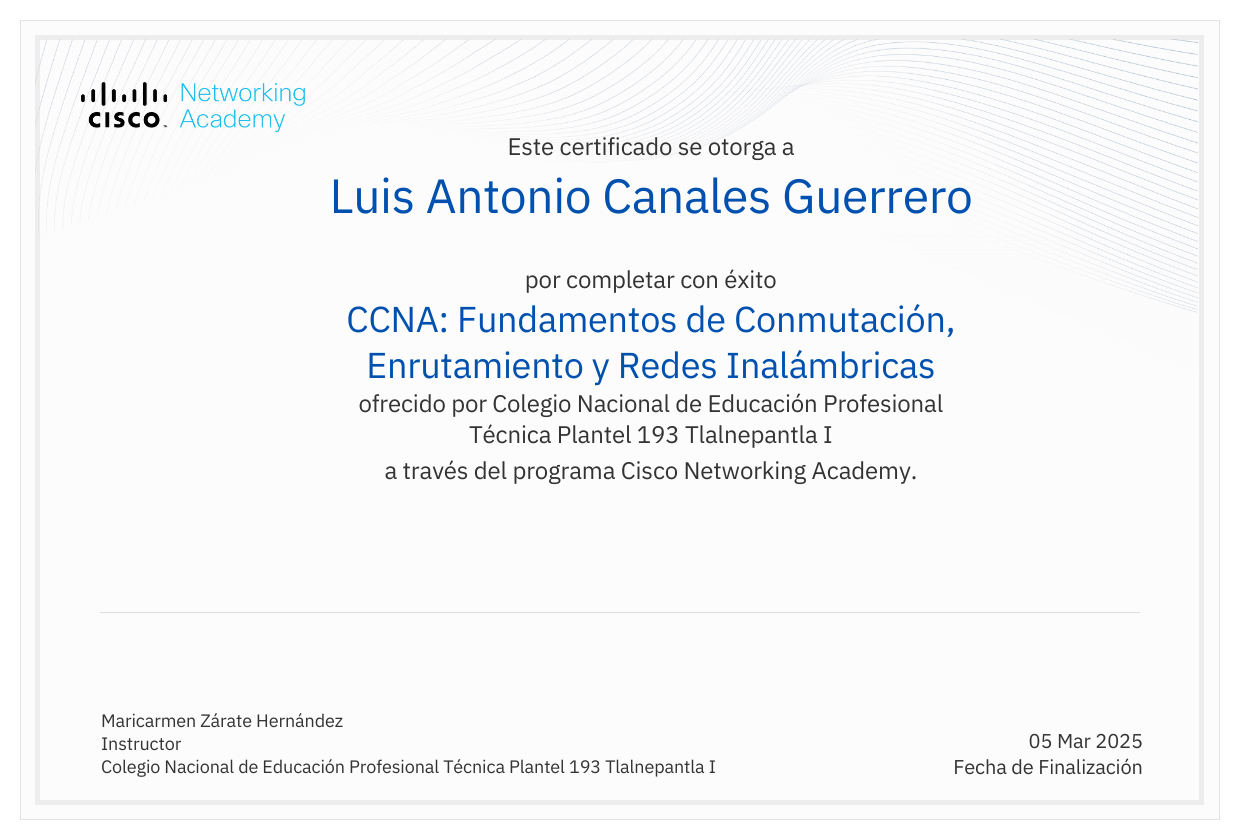 CISCO Networking
Academy
Este certificado se otorga a
Luis Antonio Canales Guerrero
por completar con éxito
CCNA: Fundamentos de Conmutación,
Enrutamiento y Redes Inalámbricas
ofrecido por Colegio Nacional de Educación Profesional
Técnica Plantel 193 Tlalnepantla I
a través del programa Cisco Networking Academy.
Maricarmen Zárate Hernández
Instructor
Colegio Nacional de Educación Profesional Técnica Plantel 193 Tlalnepantla I
05 Mar 2025
Fecha de Finalización